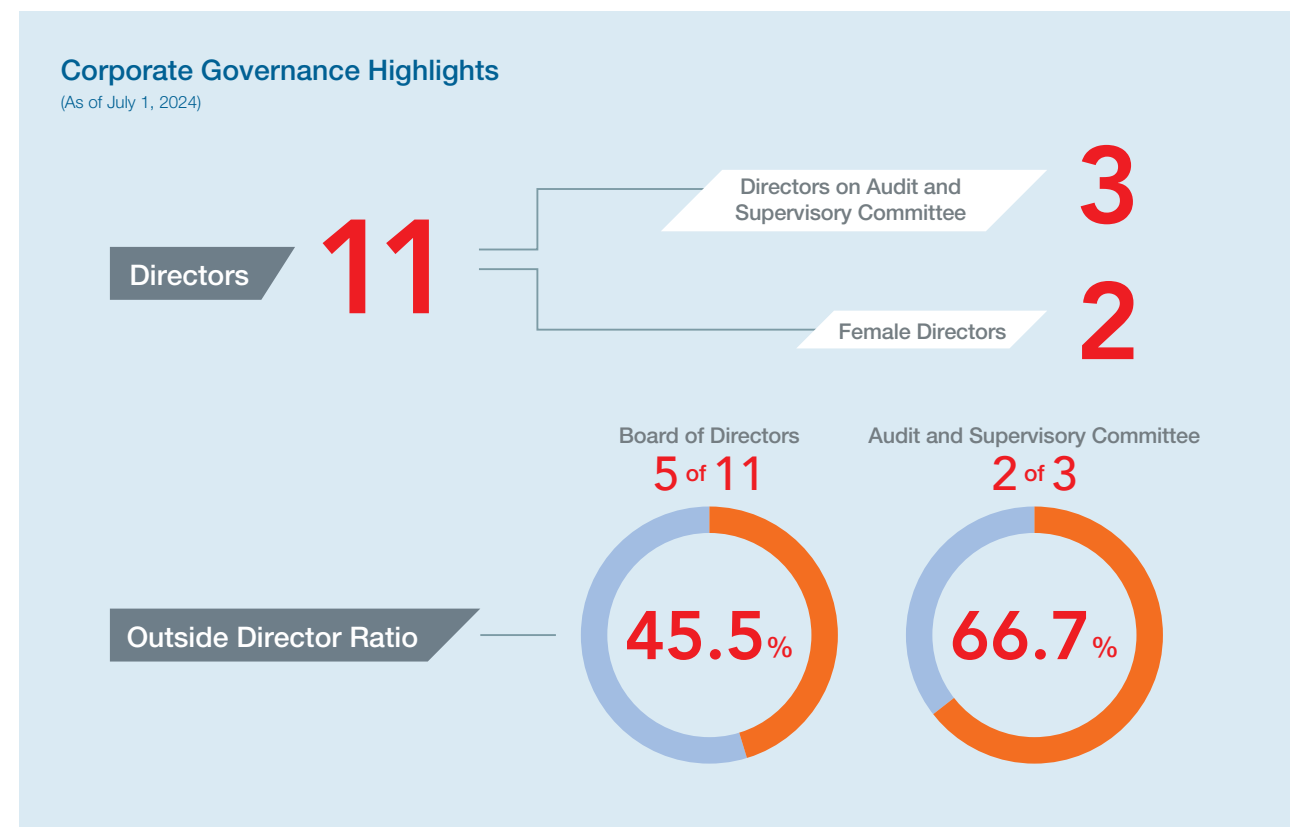 Corporate Governance Highlights
(As of July 1, 2024)
Directors
11
Directors on Audit and
Supervisory Committee
3
Female Directors
2
Outside Director Ratio
Board of Directors
5 of 11
45.5%
Audit and Supervisory Committee
2 of 3
66.7%